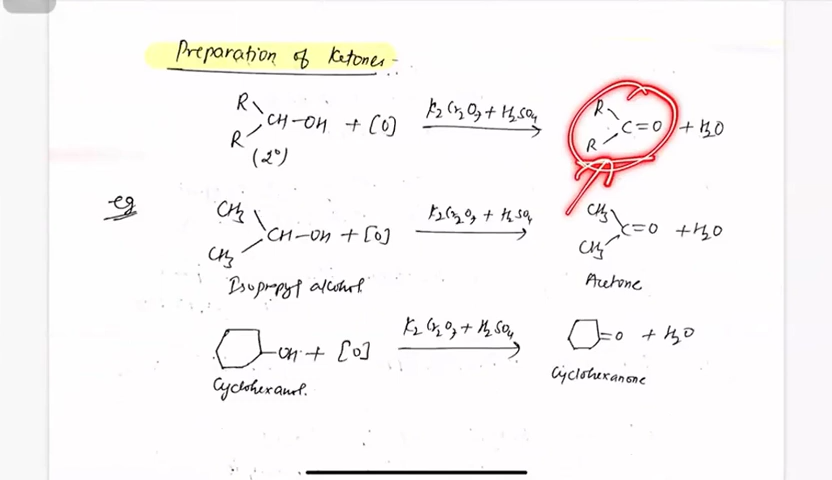 Preparation of Ketones-
R
CH-OH + [O] K2Cr2O7 + H2SO4 R C=O + H2O
R (2°) R
eg
CH3 CH-OH + [O] K2Cr2O7 + H2SO4 CH3 C=O + H2O
CH3 CH3
Isopropyl alcohol. Acetone
OH + [O] K2Cr2O7 + H2SO4 =O + H2O
Cyclohexanol. Cyclohexanone